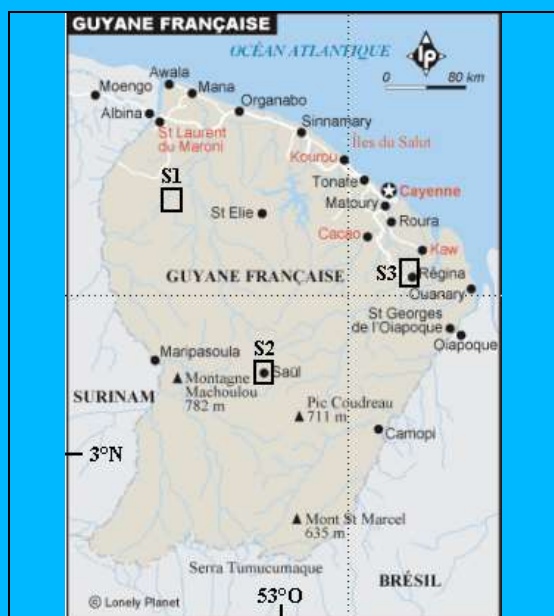 GUYANE FRANÇAISE
OCÉAN ATLANTIQUE
lp
0 80 km
Awala
Moengo
Mana
Organabo
Albina
St Laurent
du Maroni
Sinnamary
Îles du Salut
Kourou
S1
Tonate
Cayenne
Matoury
St Elie
Roura
Cacao
Kaw
GUYANE FRANÇAISE
S3
Régina
Ouanary
St Georges
de l'Oiapoque
Oiapoque
S2
Maripasoula
Saül
Montagne
Machoulou
782 m
SURINAM
Pic Coudreau
711 m
Camopi
3°N
Mont St Marcel
635 m
Serra Tumucumaque
BRÉSIL
53°O
© Lonely Planet